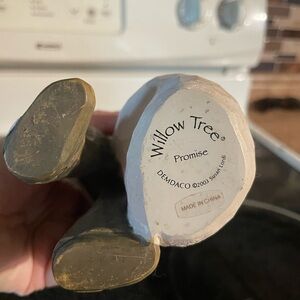 Willow Tree®
Promise
DEMDACO ©2003 Susan Lordi
MADE IN CHINA